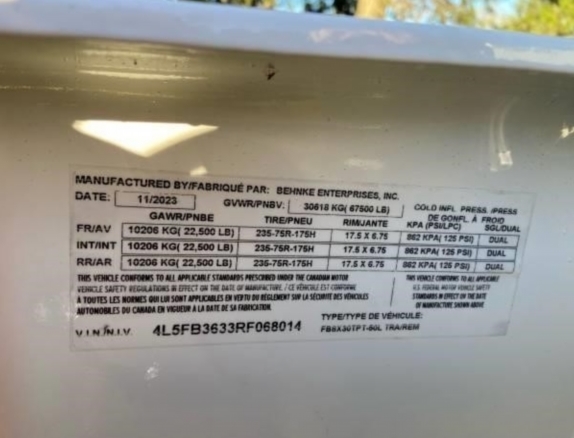 MANUFACTURED BY/FABRIQUÉ PAR: BEHNKE ENTERPRISES, INC.
DATE: 11/2023 GVWR/PNBV: 30618 KG( 67500 LB) COLD INFL. PRESS. /PRESS
DE GONFL. À FROID
GAWR/PNBE TIRE/PNEU RIM/JANTE KPA (PSI/LPC) SGL/DUAL
FR/AV 10206 KG( 22,500 LB) 235-75R-175H 17.5 X 6.75 862 KPA( 125 PSI) DUAL
INT/INT 10206 KG( 22,500 LB) 235-75R-175H 17.5 X 6.75 862 KPA( 125 PSI) DUAL
RR/AR 10206 KG( 22,500 LB) 235-75R-175H 17.5 X 6.75 862 KPA( 125 PSI) DUAL
THIS VEHICLE CONFORMS TO ALL APPLICABLE STANDARDS PRESCRIBED UNDER THE CANADIAN MOTOR THIS VEHICLE CONFORMS TO ALL APPLICABLE
VEHICLE SAFETY REGULATIONS IN EFFECT ON THE DATE OF MANUFACTURE. / CE VÉHICULE EST CONFORME U.S. FEDERAL MOTOR VEHICLE SAFETY
À TOUTES LES NORMES QUI LUI SONT APPLICABLES EN VERTU DU RÈGLEMENT SUR LA SÉCURITÉ DES VÉHICULES STANDARDS IN EFFECT ON THE DATE
AUTOMOBILES DU CANADA EN VIGUEUR À LA DATE DE SA FABRICATION. OF MANUFACTURE SHOWN ABOVE
TYPE/TYPE DE VÉHICULE:
V.I.N./N.I.V. 4L5FB3633RF068014 FB8X30TPT-50L TRA/REM